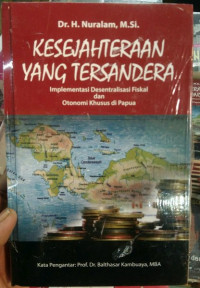 Dr. H. Nuralam, M.Si.
KESEJAHTERAAN
YANG TERSANDERA
Implementasi Desentralisasi Fiskal
dan
Otonomi Khusus di Papua
Kata Pengantar: Prof. Dr. Balthasar Kambuaya, MBA